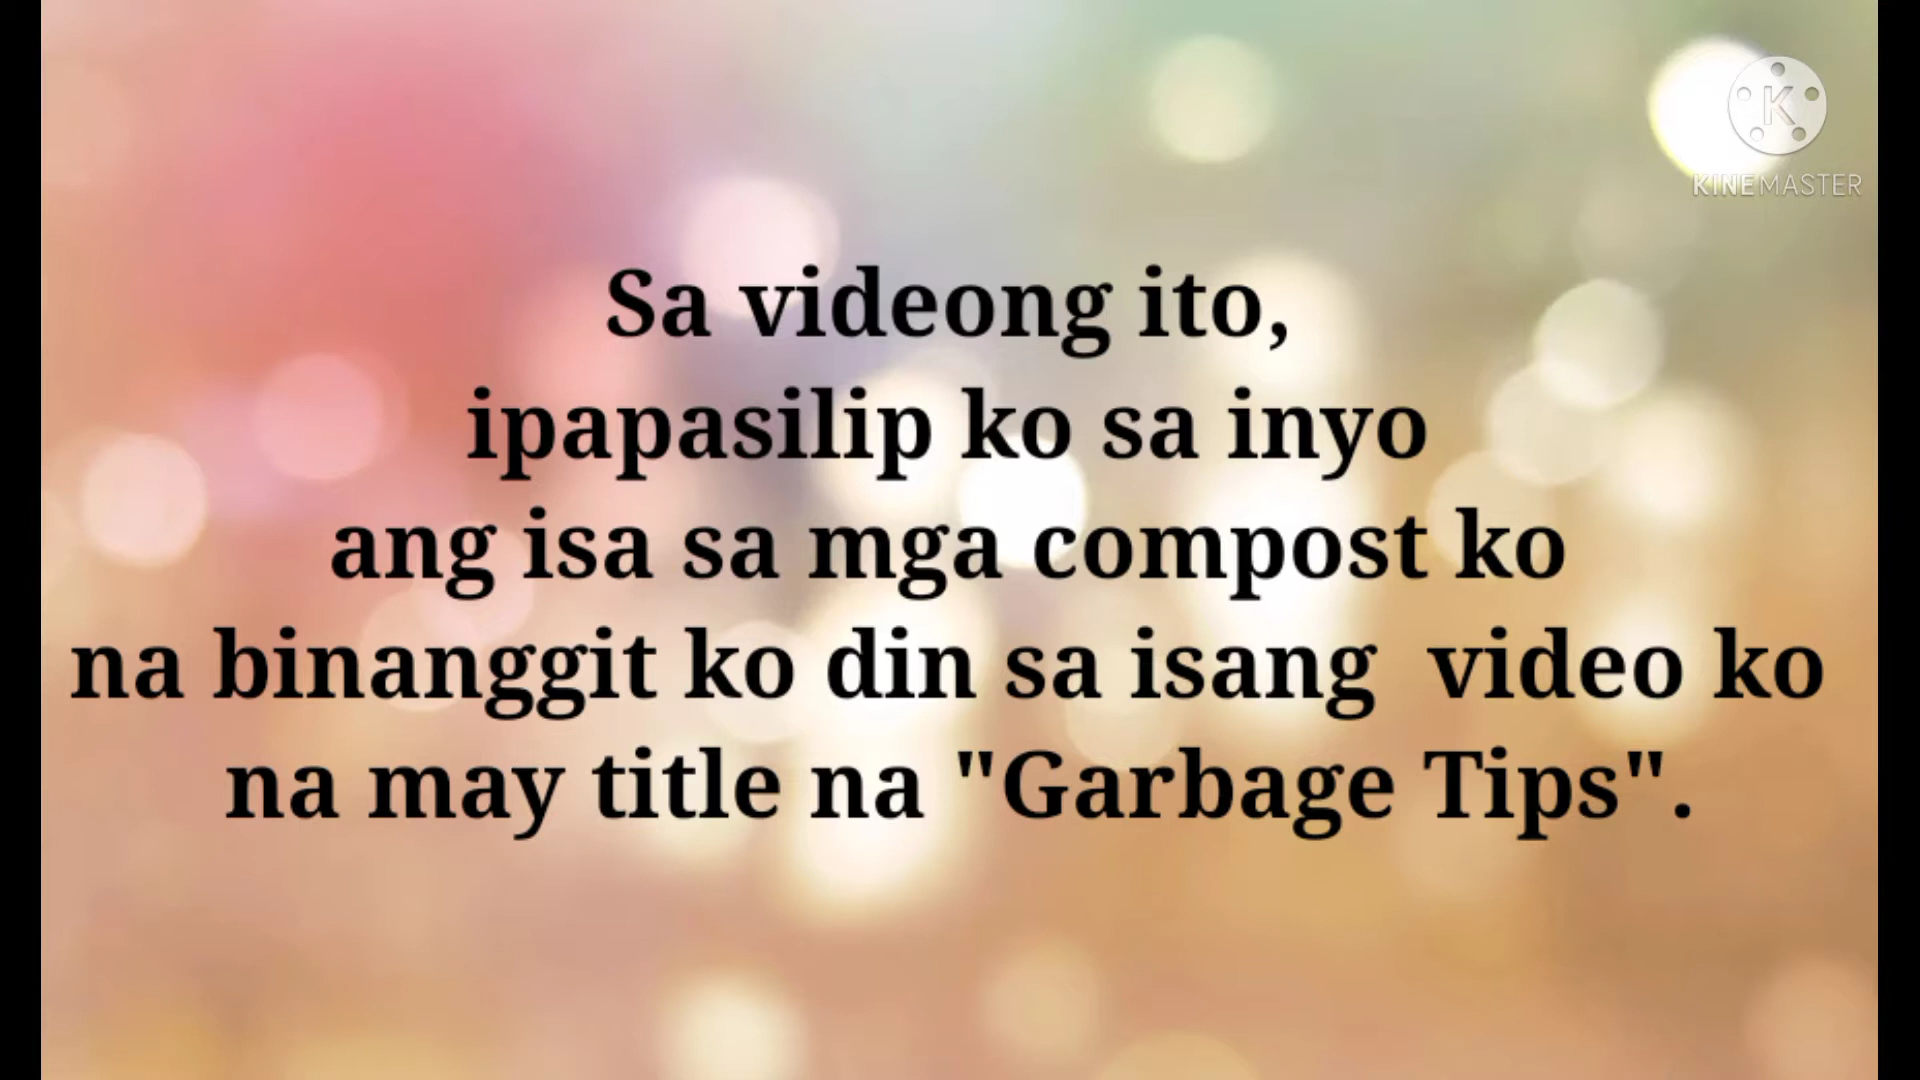 KINEMASTER
Sa videong ito,
ipapasilip ko sa inyo
ang isa sa mga compost ko
na binanggit ko din sa isang  video ko
na may title na "Garbage Tips".